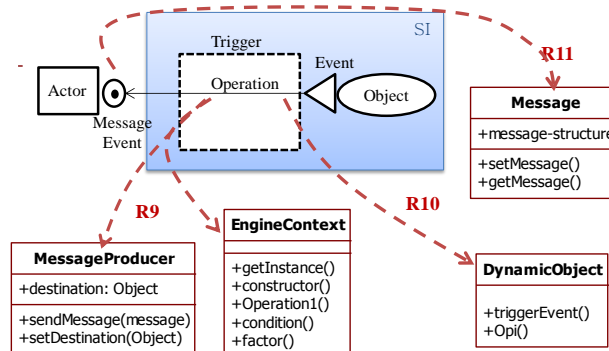 SI
Trigger
R11
Event
Actor
Operation
Object
Message
Event
Message
+message-structure
+setMessage()
+getMessage()
R9
R10
EngineContext
+getInstance()
+constructor()
+Operation1()
+condition()
+factor()
MessageProducer
+destination: Object
+sendMessage(message)
+setDestination(Object)
DynamicObject
+triggerEvent()
+Opi()